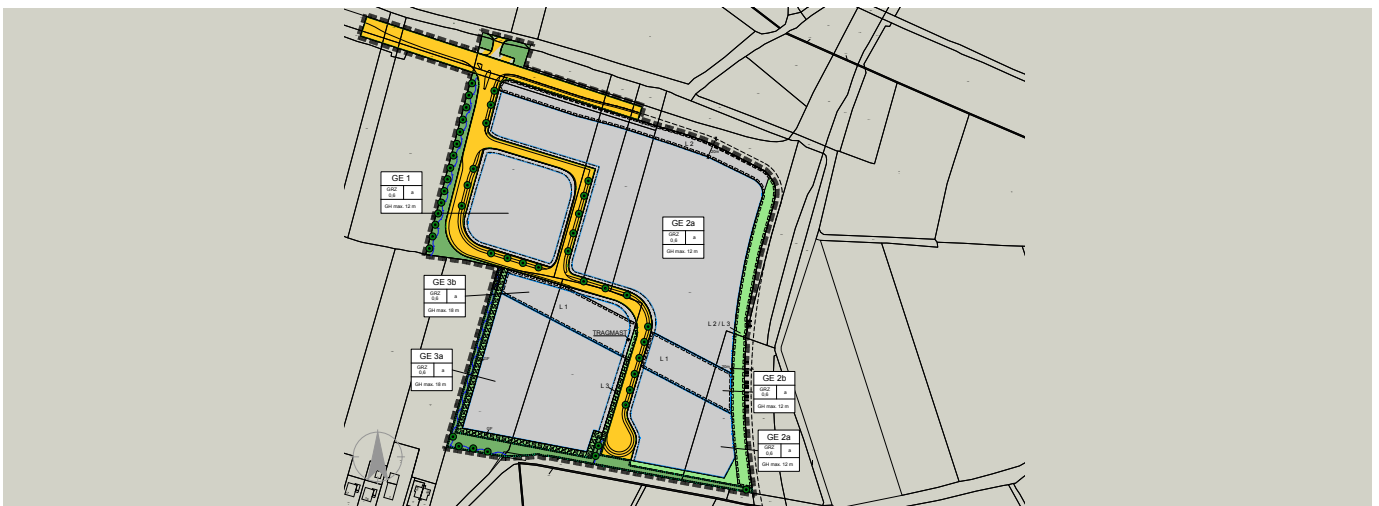 L 2
GE 1
GRZ
0,6
a
GH max. 12 m
GE 2a
GRZ
0,6
a
GH max. 12 m
GE 3b
GRZ
0,6
a
GH max. 18 m
L 1
TRAGMAST
L 2 / L 3
GE 3a
GRZ
0,6
a
GH max. 18 m
L 1
L 3
GE 2b
GRZ
0,6
a
GH max. 12 m
GE 2a
GRZ
0,6
a
GH max. 12 m